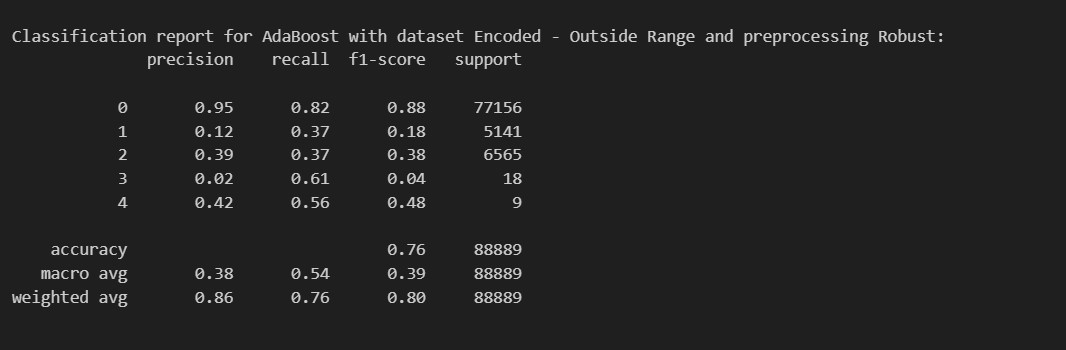 Classification report for AdaBoost with dataset Encoded - Outside Range and preprocessing Robust:
precision recall f1-score support
0 0.95 0.82 0.88 77156
1 0.12 0.37 0.18 5141
2 0.39 0.37 0.38 6565
3 0.02 0.61 0.04 18
4 0.42 0.56 0.48 9
accuracy 0.76 88889
macro avg 0.38 0.54 0.39 88889
weighted avg 0.86 0.76 0.80 88889